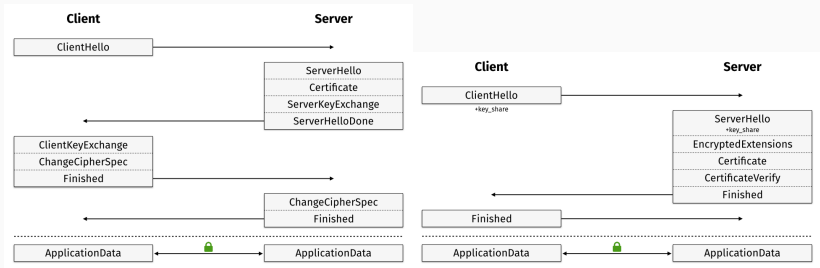 Client Server
ClientHello
ServerHello
Certificate
ServerKeyExchange
ServerHelloDone
ClientKeyExchange
ChangeCipherSpec
Finished
ChangeCipherSpec
Finished
ApplicationData ApplicationData
Client Server
ClientHello
+key_share
ServerHello
+key_share
EncryptedExtensions
Certificate
CertificateVerify
Finished
Finished
ApplicationData ApplicationData